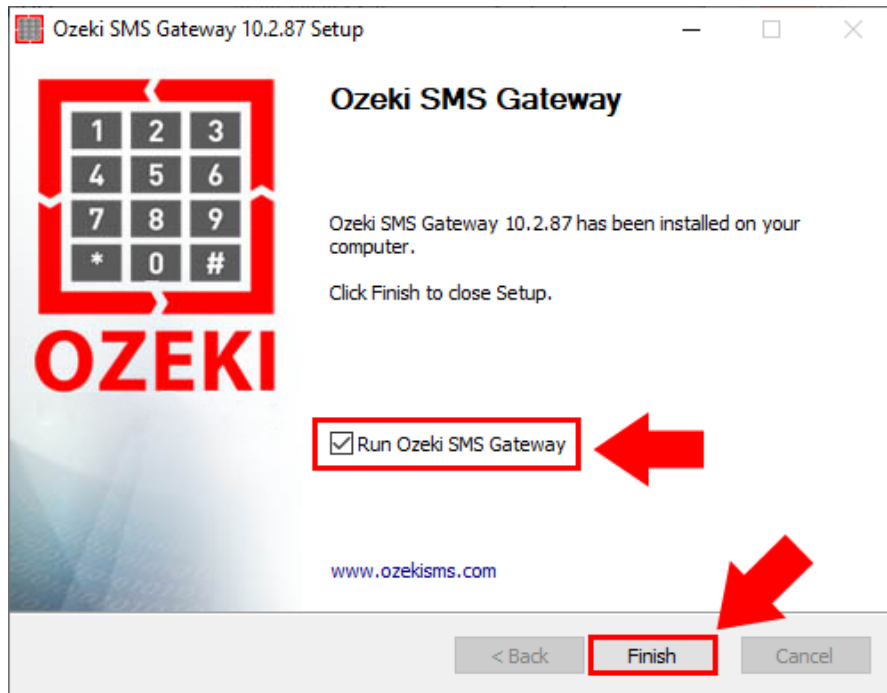 Ozeki SMS Gateway 10.2.87 Setup
1 2 3
4 5 6
7 8 9
* 0 #
OZEKI
Ozeki SMS Gateway
Ozeki SMS Gateway 10.2.87 has been installed on your
computer.
Click Finish to close Setup.
Run Ozeki SMS Gateway
www.ozekisms.com
< Back Finish Cancel